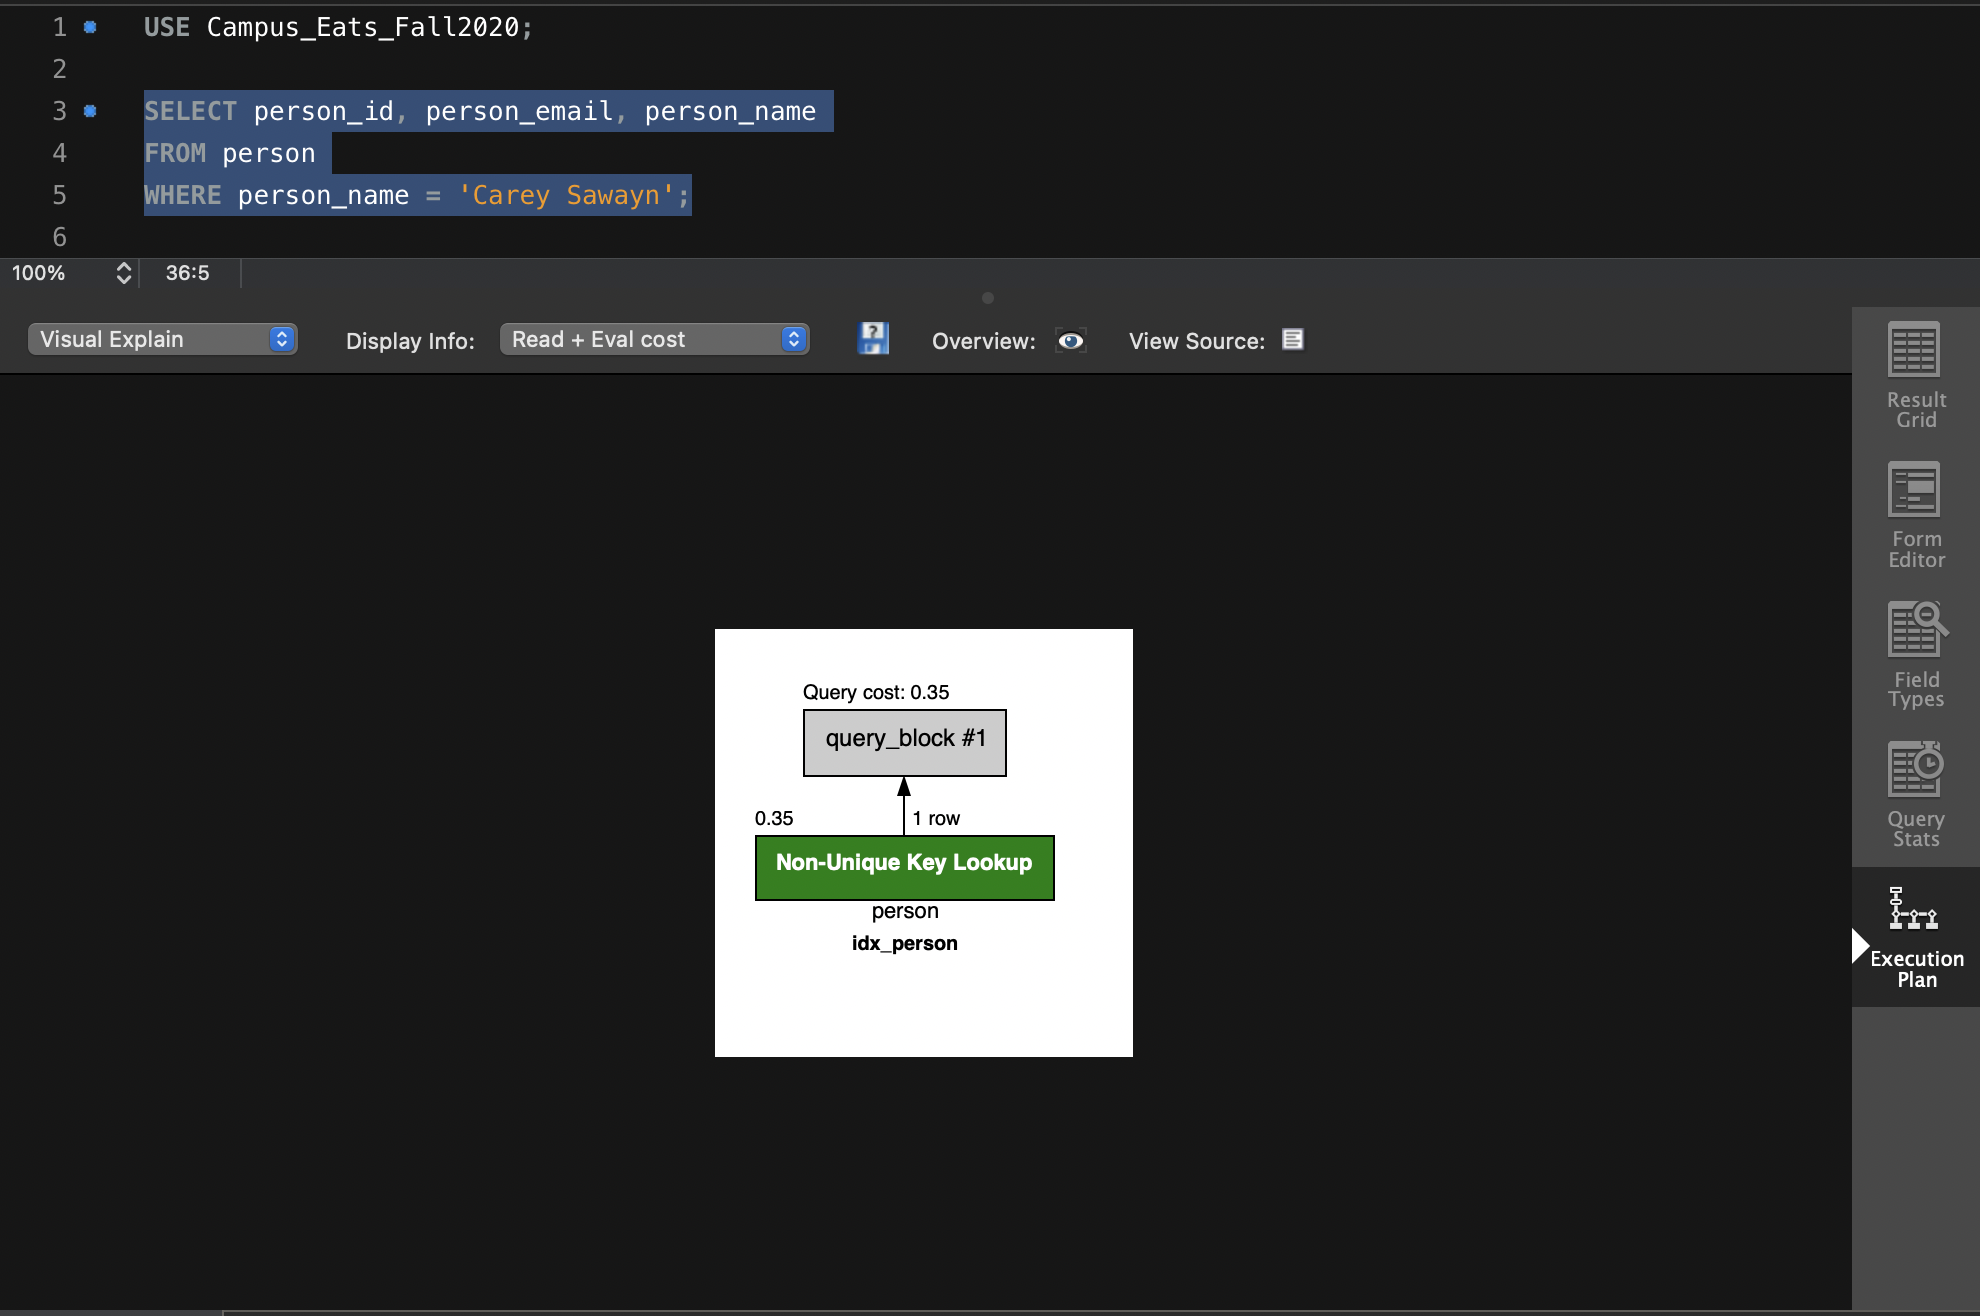 1 USE Campus_Eats_Fall2020;
2
3 SELECT person_id, person_email, person_name
4 FROM person
5 WHERE person_name = 'Carey Sawayn';
6
100% 36:5
Visual Explain Display Info: Read + Eval cost Overview: View Source:
Result
Grid
Form
Editor
Field
Types
Query
Stats
Execution
Plan
Query cost: 0.35
query_block #1
0.35 1 row
Non-Unique Key Lookup
person
idx_person